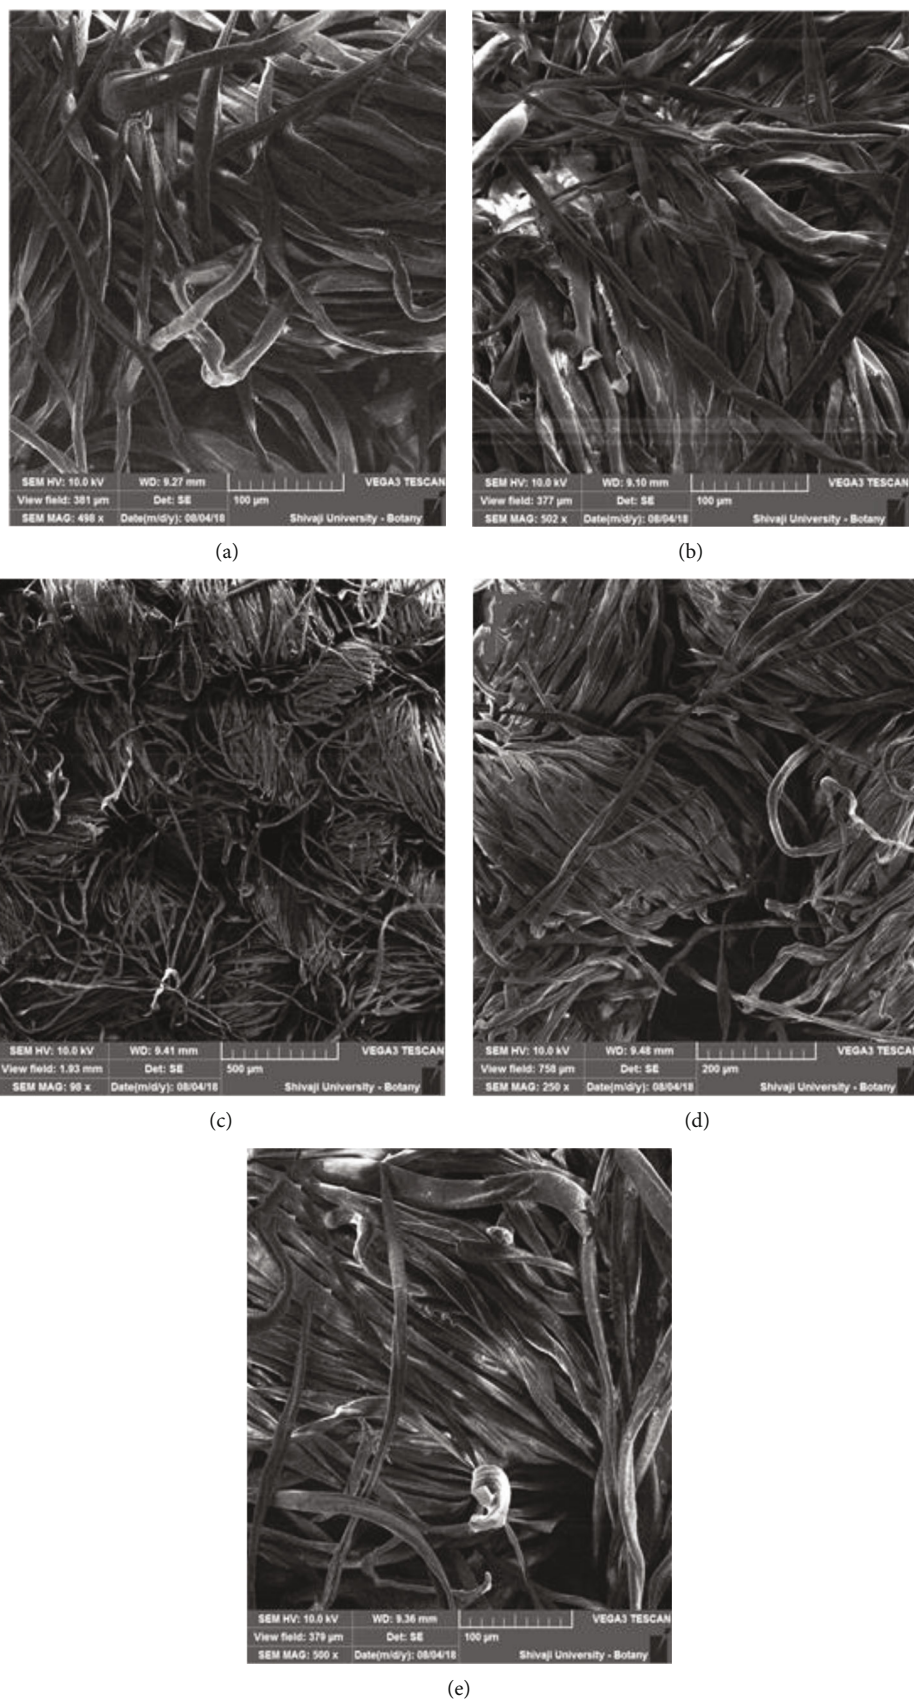 SEM HV: 10.0 kV WD: 9.27 mm VEGA3 TESCAN
View field: 381 µm Det: SE 100 µm
SEM MAG: 498 x Date(m/d/y): 08/04/18 Shivaji University - Botany
(a)
SEM HV: 10.0 kV WD: 9.10 mm VEGA3 TESCAN
View field: 377 µm Det: SE 100 µm
SEM MAG: 502 x Date(m/d/y): 08/04/18 Shivaji University - Botany
(b)
SEM HV: 10.0 kV WD: 9.41 mm VEGA3 TESCAN
View field: 1.93 mm Det: SE 500 µm
SEM MAG: 98 x Date(m/d/y): 08/04/18 Shivaji University - Botany
(c)
SEM HV: 10.0 kV WD: 9.48 mm VEGA3 TESCAN
View field: 758 µm Det: SE 200 µm
SEM MAG: 250 x Date(m/d/y): 08/04/18 Shivaji University - Botany
(d)
SEM HV: 10.0 kV WD: 9.36 mm VEGA3 TESCAN
View field: 379 µm Det: SE 100 µm
SEM MAG: 500 x Date(m/d/y): 08/04/18 Shivaji University - Botany
(e)